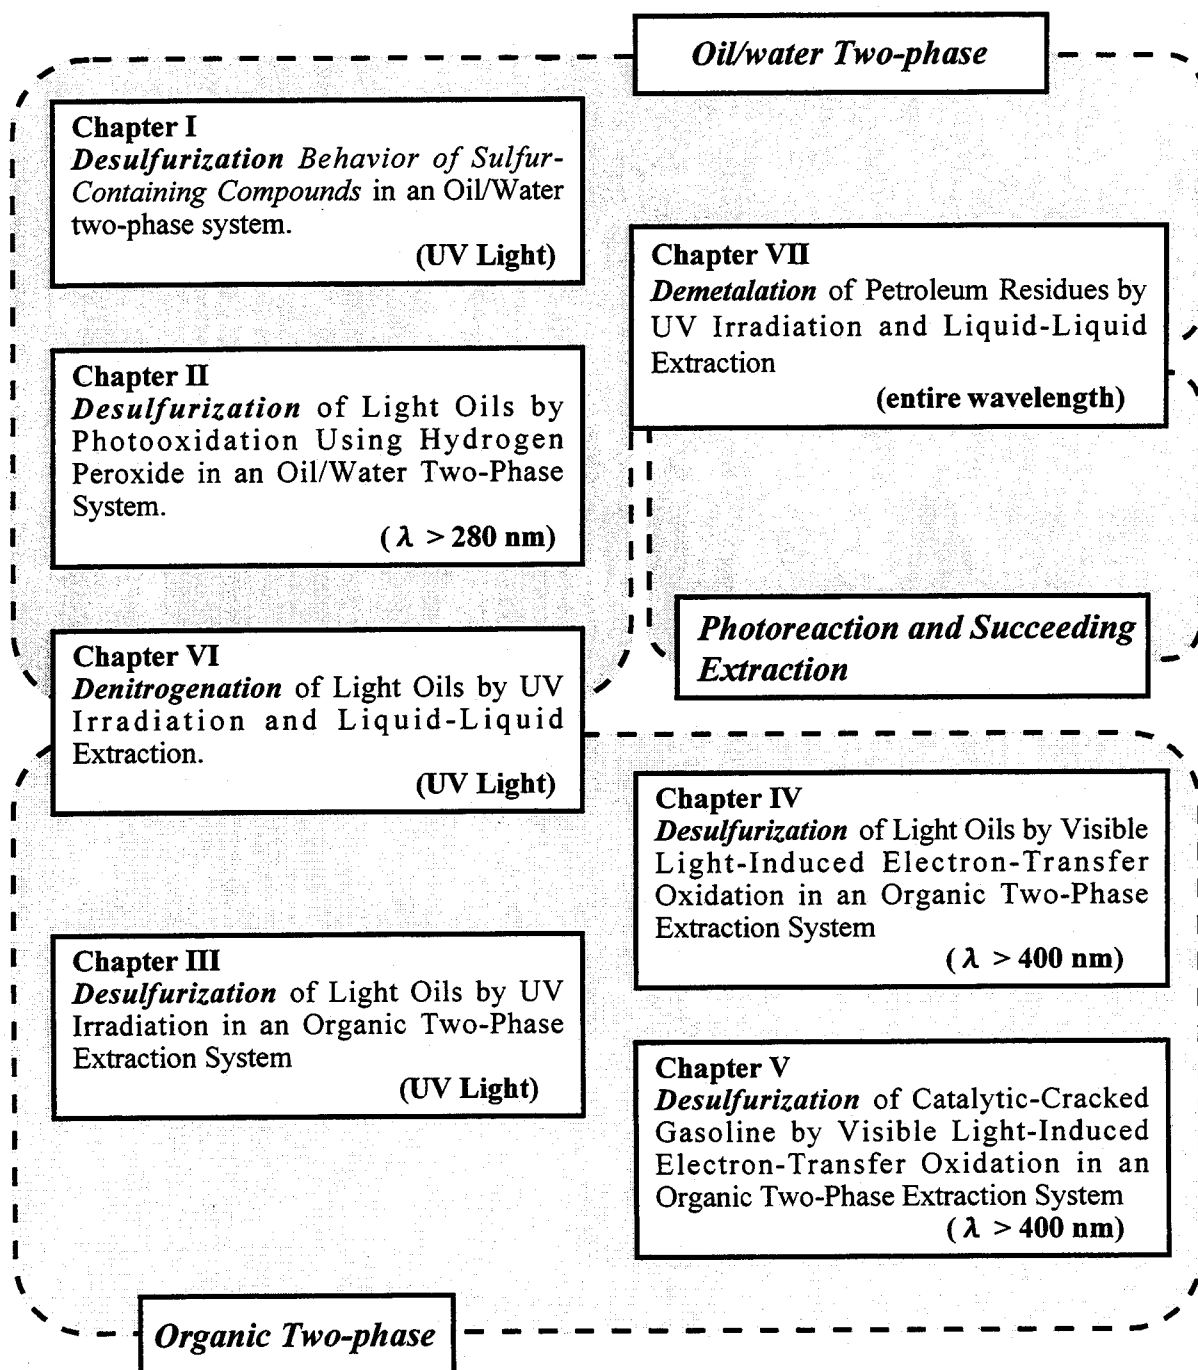 Oil/water Two-phase
Chapter I
Desulfurization Behavior of Sulfur-
Containing Compounds in an Oil/Water
two-phase system.
(UV Light)
Chapter VII
Demetalation of Petroleum Residues by
UV Irradiation and Liquid-Liquid
Extraction
(entire wavelength)
Chapter II
Desulfurization of Light Oils by
Photooxidation Using Hydrogen
Peroxide in an Oil/Water Two-Phase
System.
( λ > 280 nm)
Photoreaction and Succeeding
Extraction
Chapter VI
Denitrogenation of Light Oils by UV
Irradiation and Liquid-Liquid
Extraction.
(UV Light)
Chapter IV
Desulfurization of Light Oils by Visible
Light-Induced Electron-Transfer
Oxidation in an Organic Two-Phase
Extraction System
( λ > 400 nm)
Chapter III
Desulfurization of Light Oils by UV
Irradiation in an Organic Two-Phase
Extraction System
(UV Light)
Chapter V
Desulfurization of Catalytic-Cracked
Gasoline by Visible Light-Induced
Electron-Transfer Oxidation in an
Organic Two-Phase Extraction System
( λ > 400 nm)
Organic Two-phase